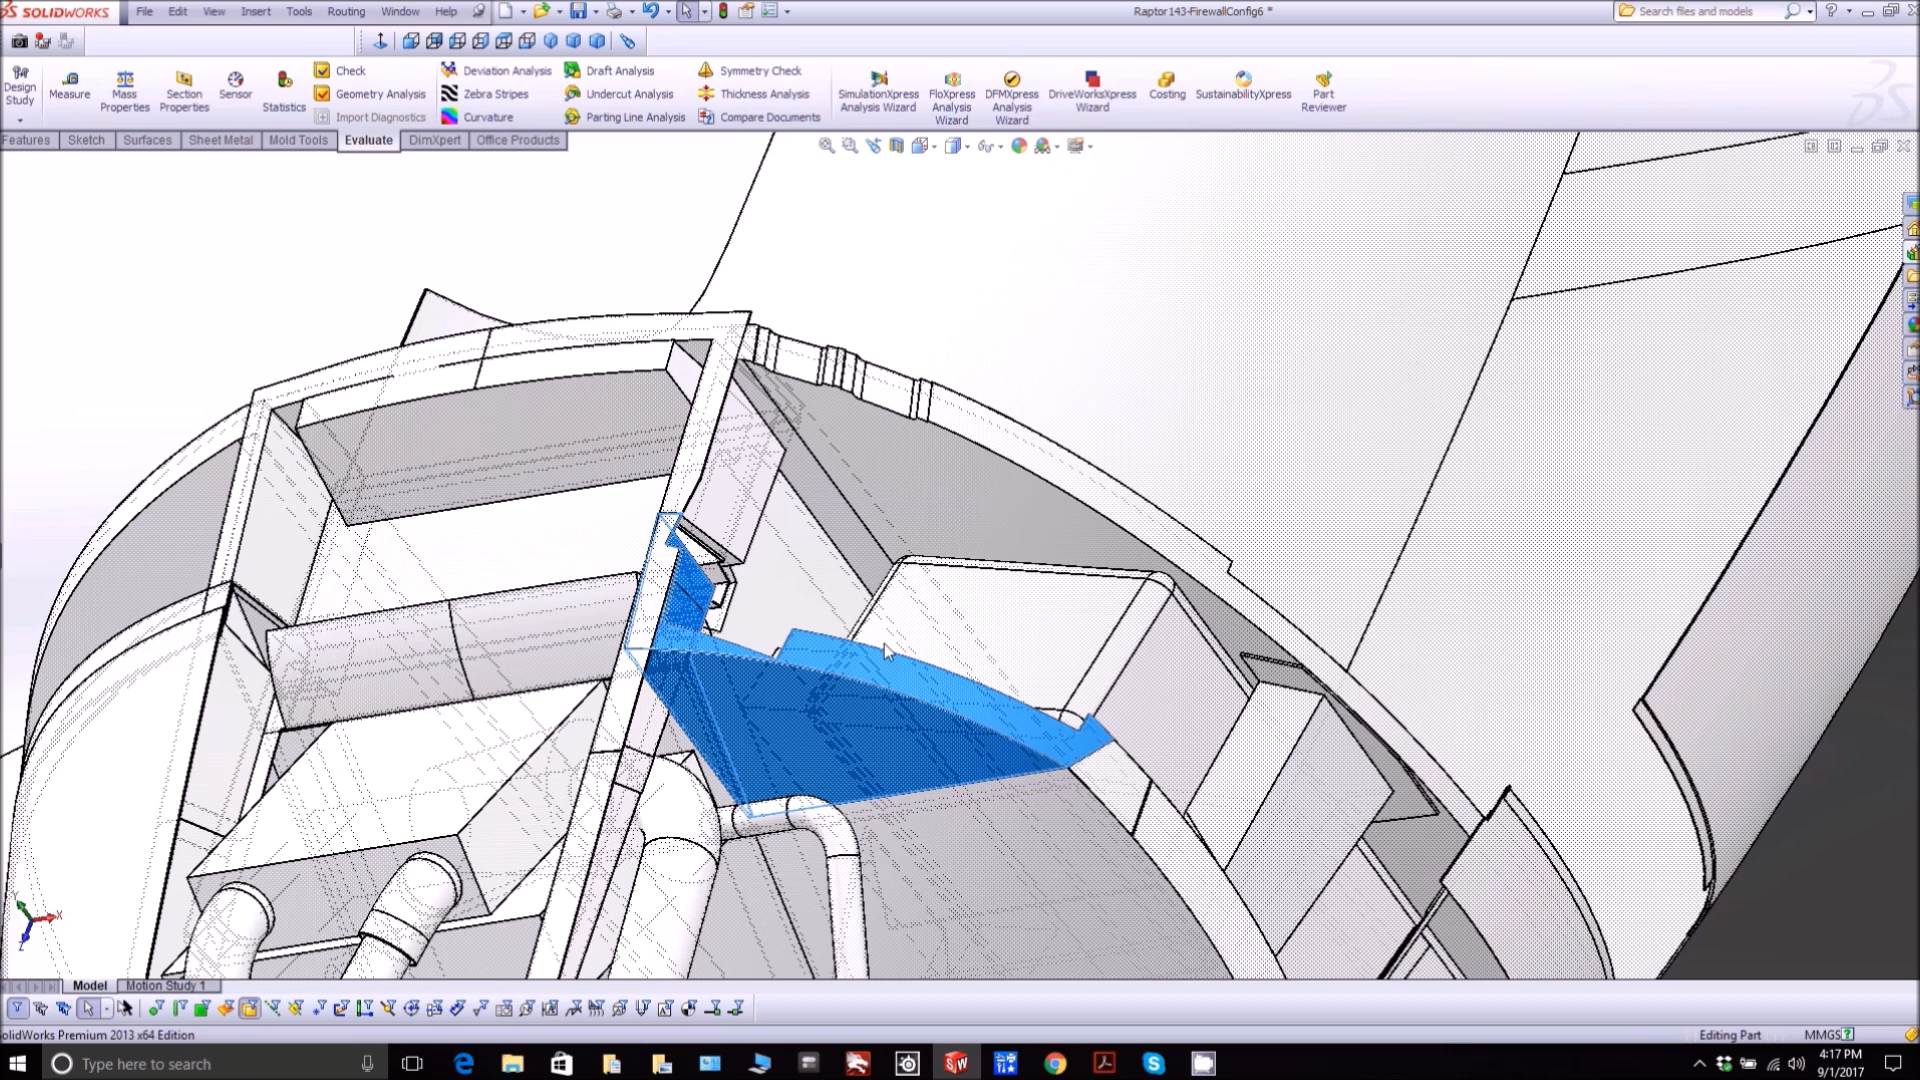 SOLIDWORKS File Edit View Insert Tools Routing Window Help Raptor143-FirewallConfig6 * Search files and models
Design Study
Measure
Mass Properties
Section Properties
Sensor
Statistics
Check
Geometry Analysis
Import Diagnostics
Deviation Analysis
Zebra Stripes
Curvature
Draft Analysis
Undercut Analysis
Parting Line Analysis
Symmetry Check
Thickness Analysis
Compare Documents
SimulationXpress Analysis Wizard
FloXpress Analysis Wizard
DFMXpress Analysis Wizard
DriveWorksXpress Wizard
Costing
SustainabilityXpress
Part Reviewer
Features Sketch Surfaces Sheet Metal Mold Tools Evaluate DimXpert Office Products
X
Z
Model Motion Study 1
olidWorks Premium 2013 x64 Edition Editing Part MMGS
Type here to search
4:17 PM
9/1/2017